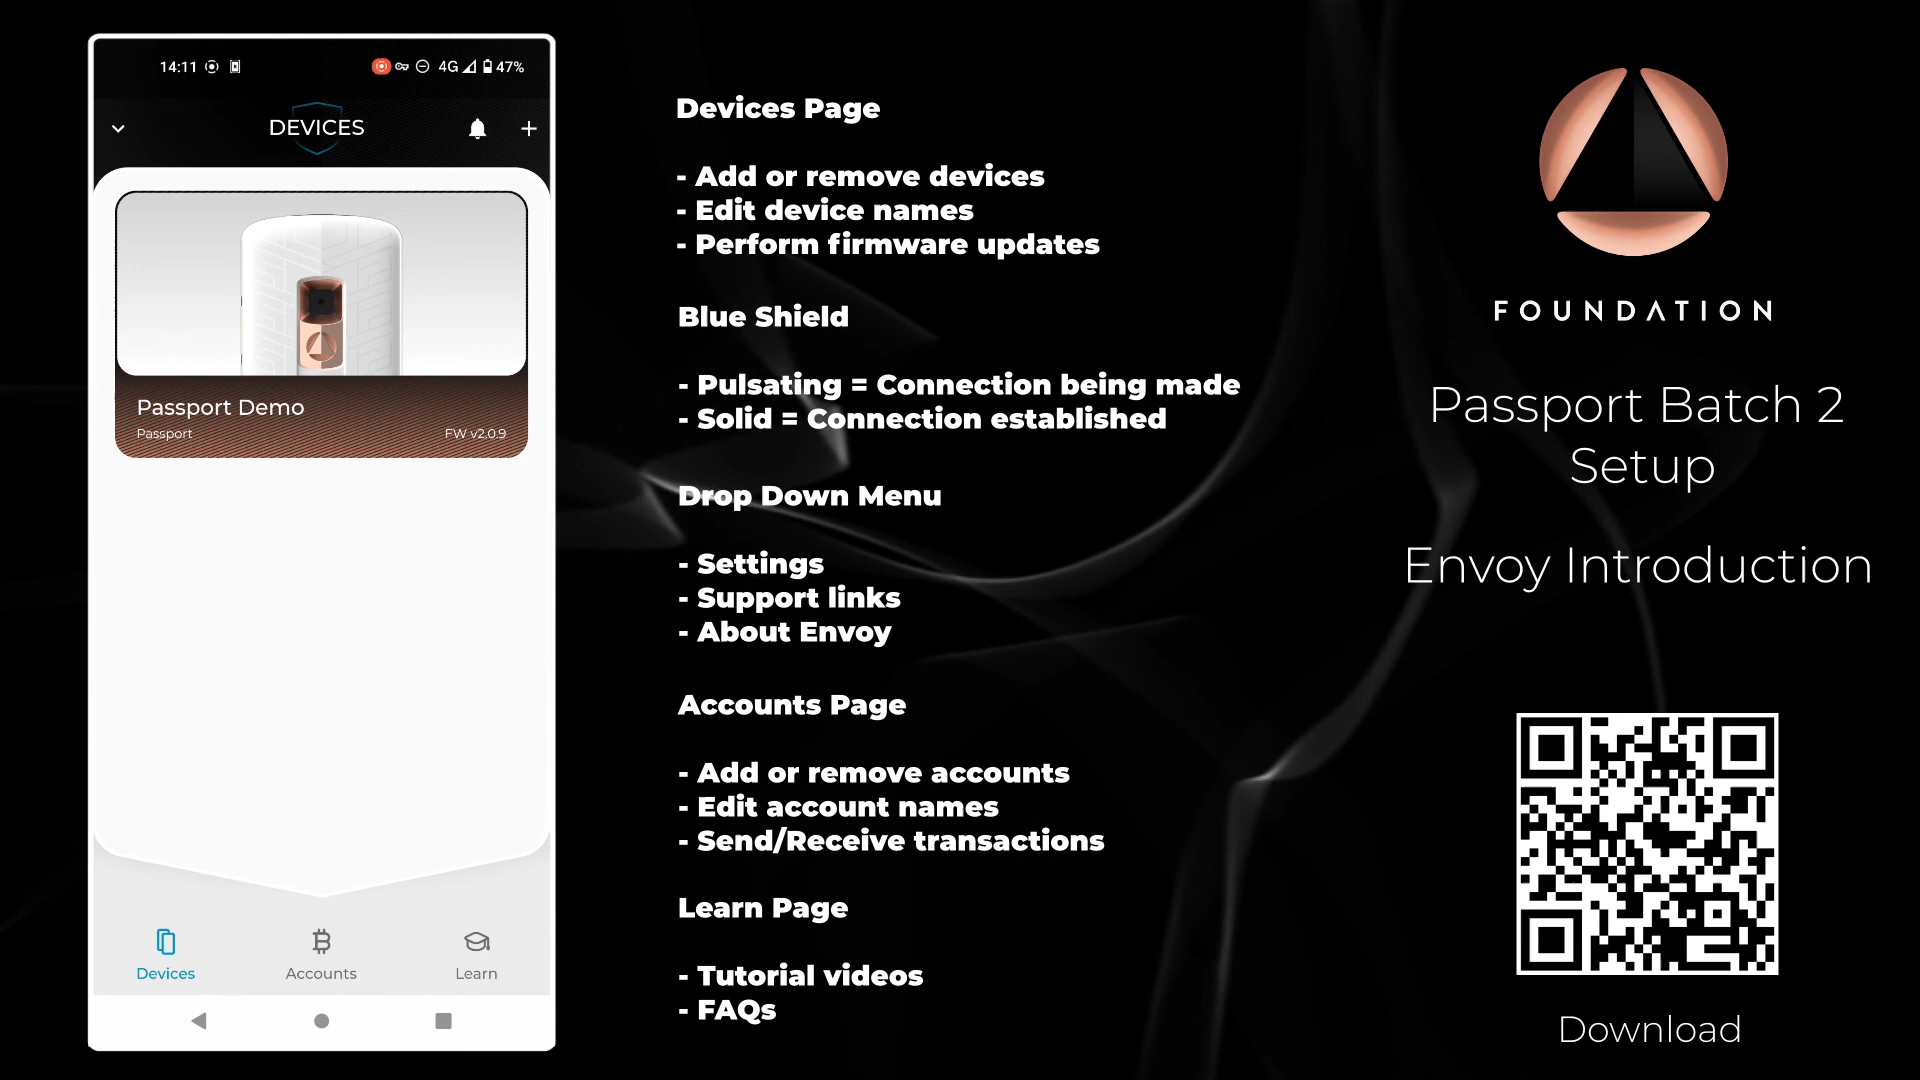 14:11
4G 47%
DEVICES
Passport Demo
Passport
FW v2.0.9
Devices
Accounts
Learn
Devices Page
- Add or remove devices
- Edit device names
- Perform firmware updates
Blue Shield
- Pulsating = Connection being made
- Solid = Connection established
Drop Down Menu
- Settings
- Support links
- About Envoy
Accounts Page
- Add or remove accounts
- Edit account names
- Send/Receive transactions
Learn Page
- Tutorial videos
- FAQs
FOUNDATION
Passport Batch 2
Setup
Envoy Introduction
Download